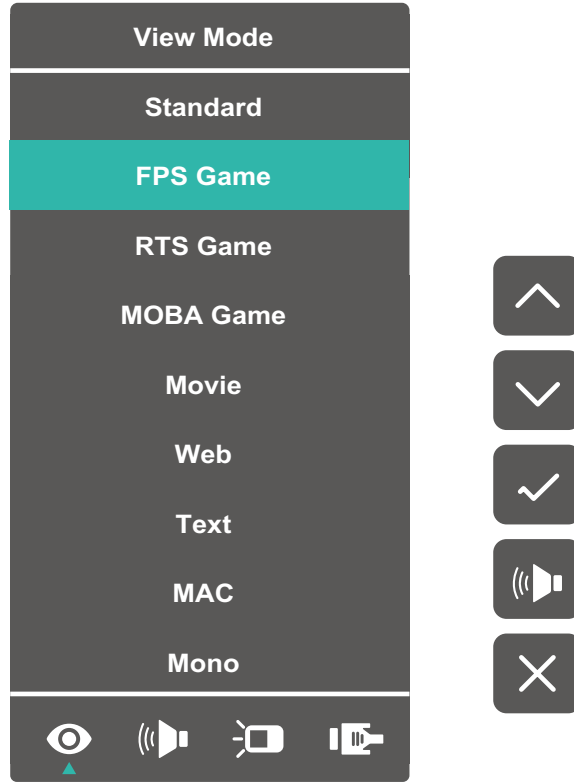 View Mode
Standard
FPS Game
RTS Game
MOBA Game
Movie
Web
Text
MAC
Mono